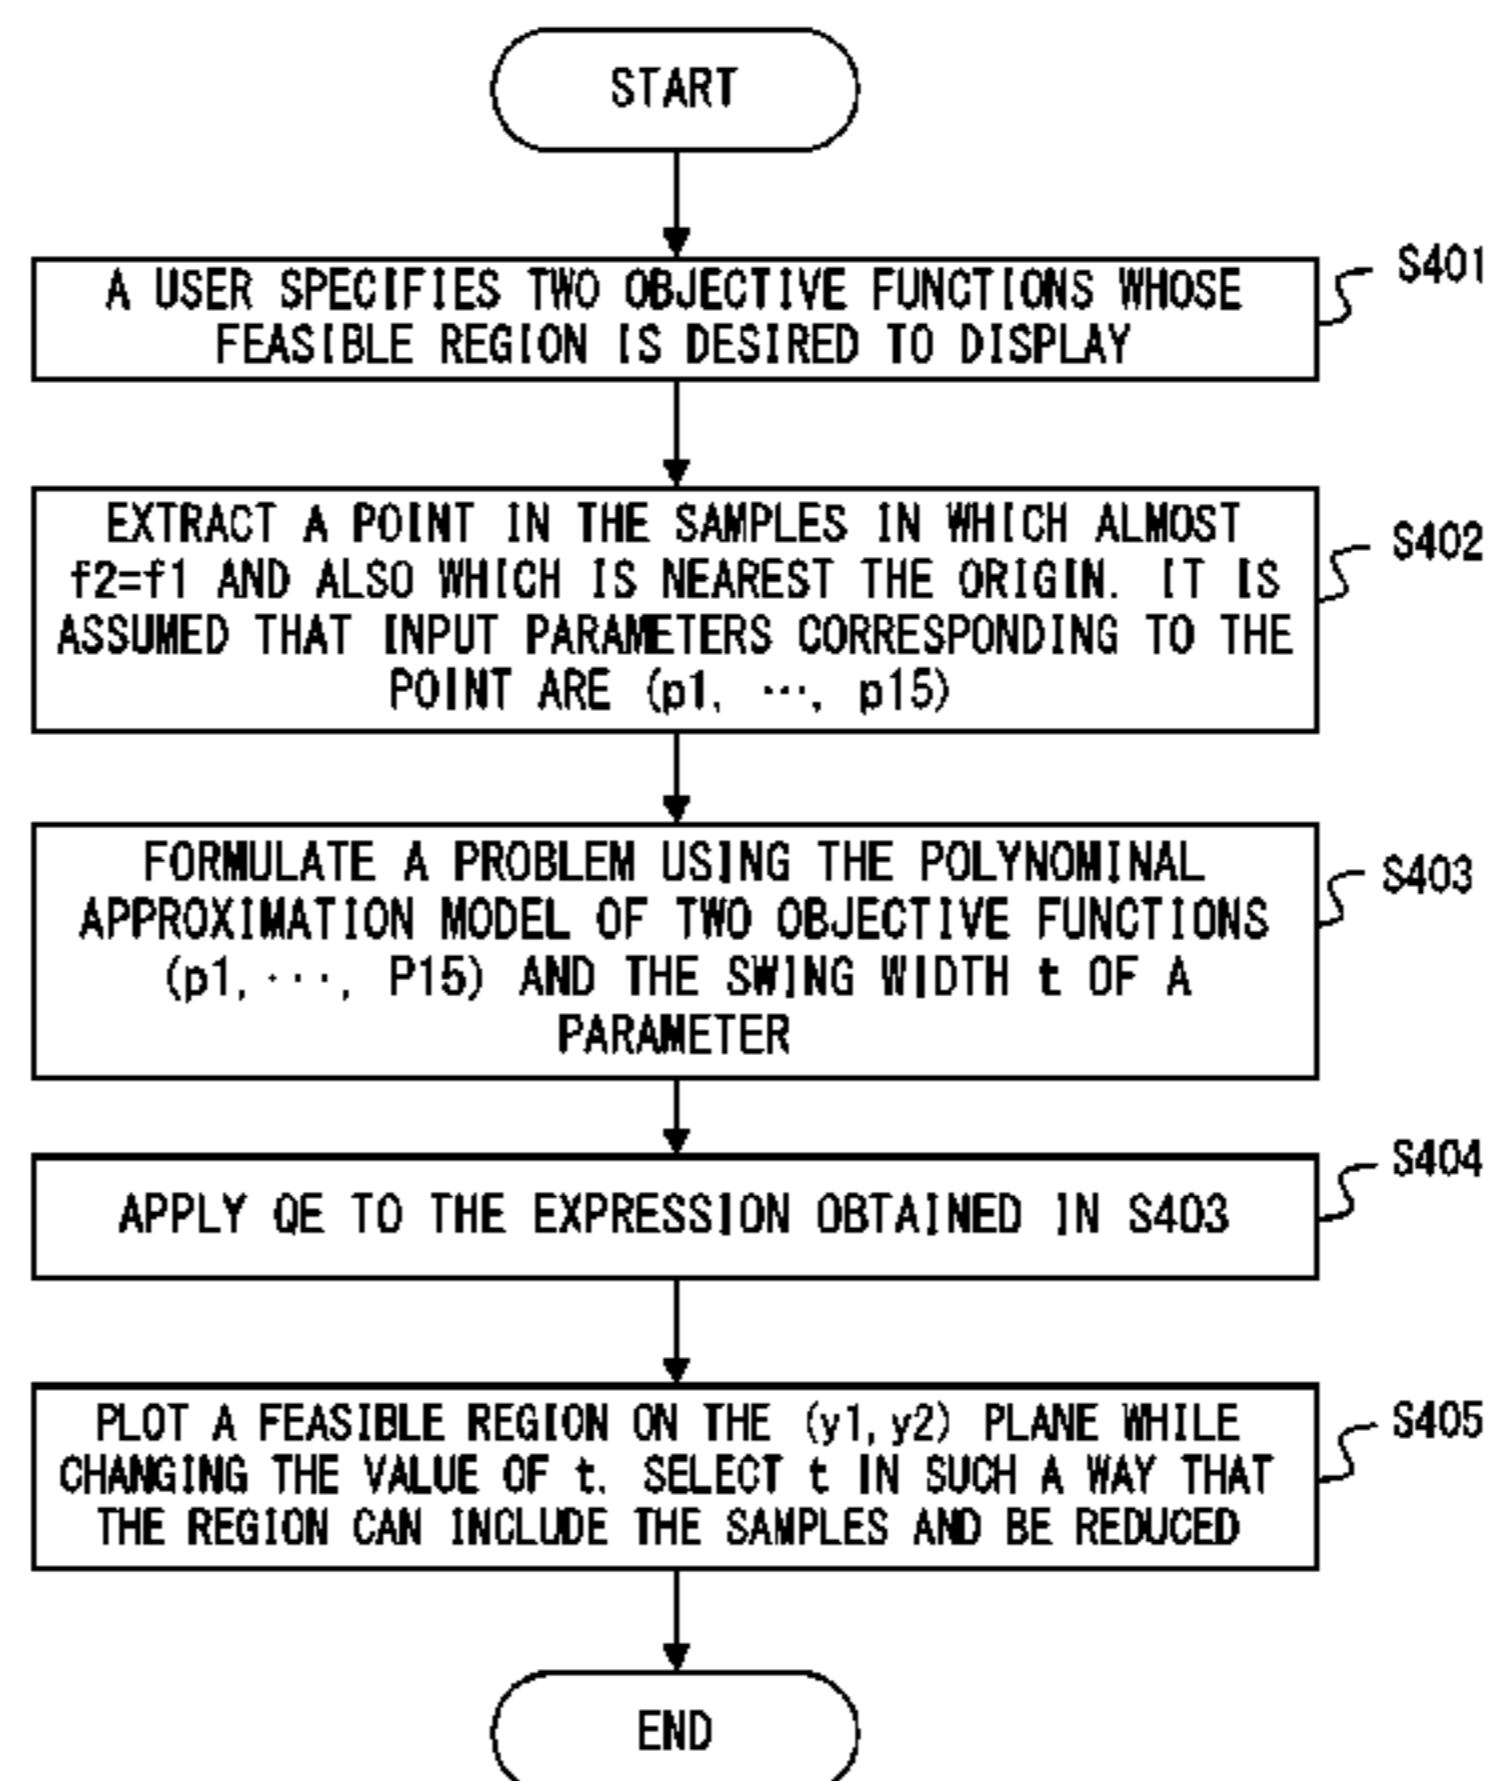 START
S401
A USER SPECIFIES TWO OBJECTIVE FUNCTIONS WHOSE
FEASIBLE REGION IS DESIRED TO DISPLAY
S402
EXTRACT A POINT IN THE SAMPLES IN WHICH ALMOST
f2=f1 AND ALSO WHICH IS NEAREST THE ORIGIN. IT IS
ASSUMED THAT INPUT PARAMETERS CORRESPONDING TO THE
POINT ARE (p1, ···, p15)
S403
FORMULATE A PROBLEM USING THE POLYNOMINAL
APPROXIMATION MODEL OF TWO OBJECTIVE FUNCTIONS
(p1, ···, P15) AND THE SWING WIDTH t OF A
PARAMETER
S404
APPLY QE TO THE EXPRESSION OBTAINED IN S403
S405
PLOT A FEASIBLE REGION ON THE (y1, y2) PLANE WHILE
CHANGING THE VALUE OF t. SELECT t IN SUCH A WAY THAT
THE REGION CAN INCLUDE THE SAMPLES AND BE REDUCED
END